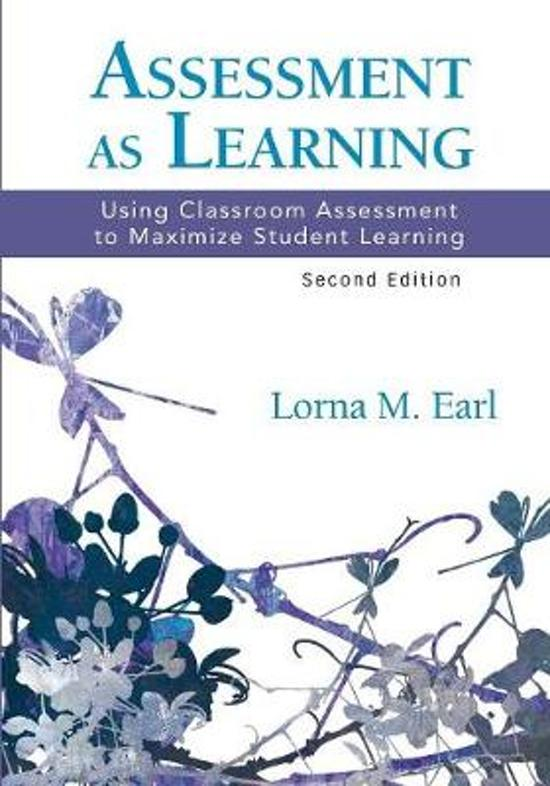 ASSESSMENT
AS LEARNING
Using Classroom Assessment
to Maximize Student Learning
Second Edition
Lorna M. Earl